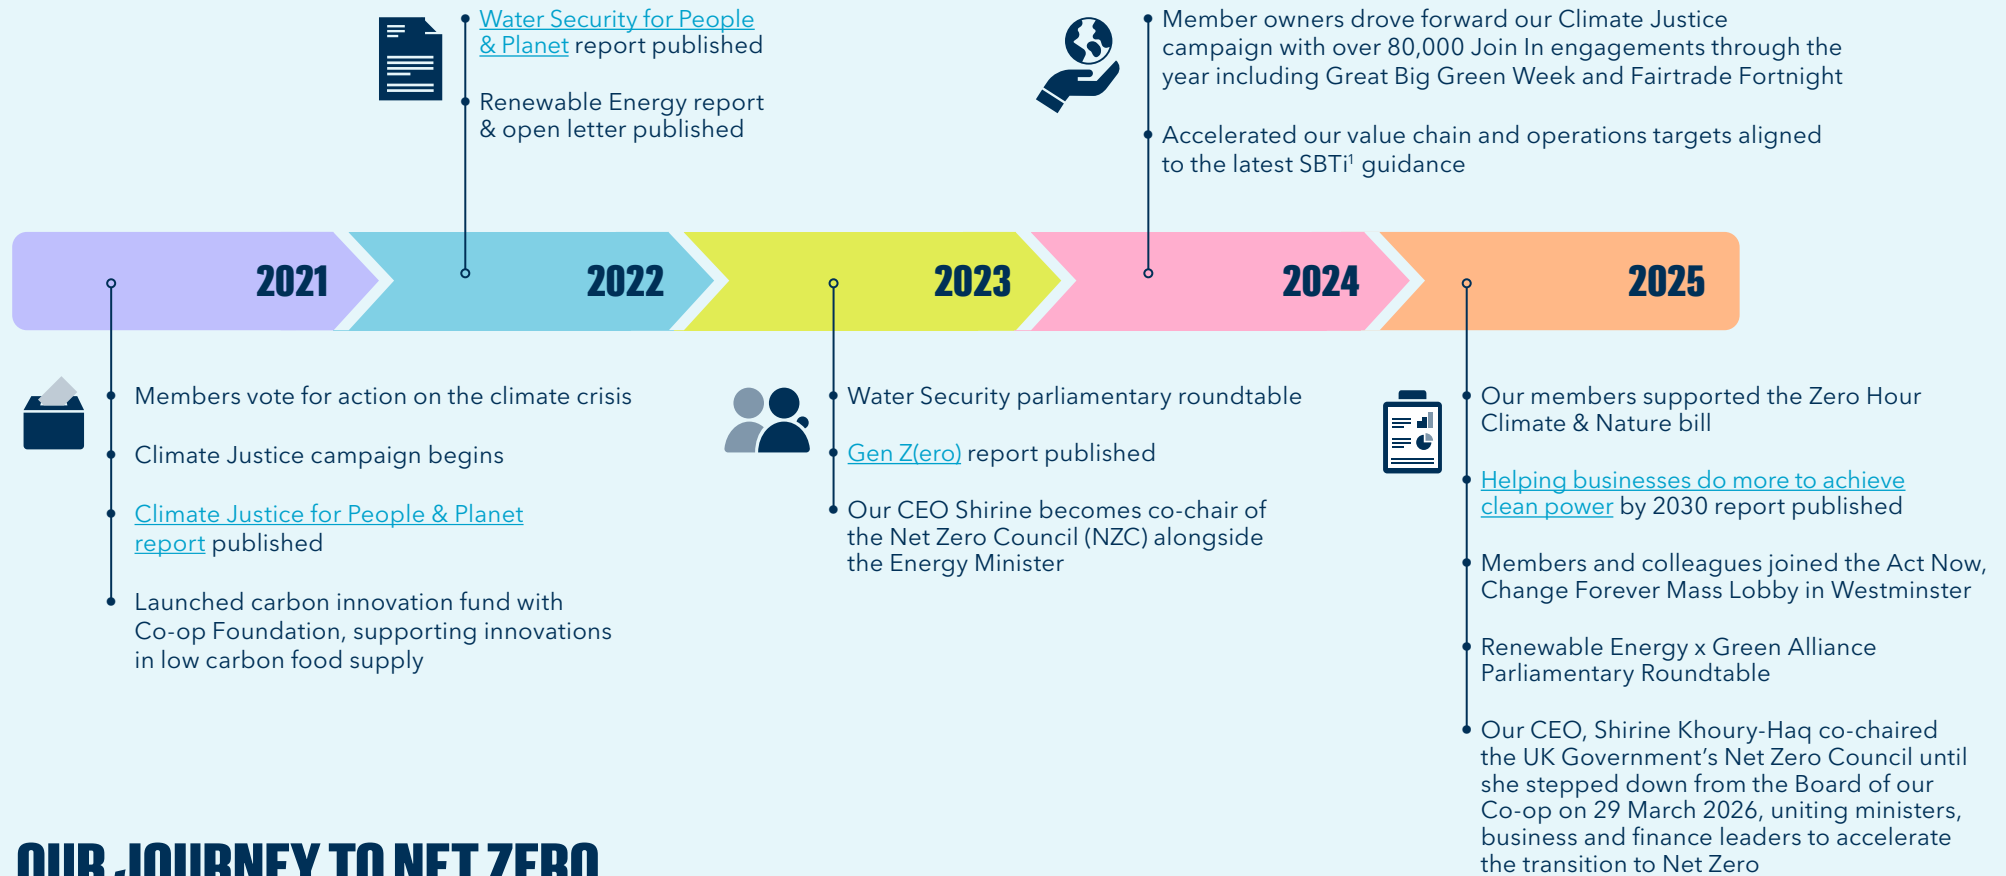 Water Security for People
& Planet report published
Renewable Energy report
& open letter published
Member owners drove forward our Climate Justice
campaign with over 80,000 Join In engagements through the
year including Great Big Green Week and Fairtrade Fortnight
Accelerated our value chain and operations targets aligned
to the latest SBTi¹ guidance
2021
2022
2023
2024
2025
Members vote for action on the climate crisis
Climate Justice campaign begins
Climate Justice for People & Planet
report published
Launched carbon innovation fund with
Co-op Foundation, supporting innovations
in low carbon food supply
Water Security parliamentary roundtable
Gen Z(ero) report published
Our CEO Shirine becomes co-chair of
the Net Zero Council (NZC) alongside
the Energy Minister
Our members supported the Zero Hour
Climate & Nature bill
Helping businesses do more to achieve
clean power by 2030 report published
Members and colleagues joined the Act Now,
Change Forever Mass Lobby in Westminster
Renewable Energy x Green Alliance
Parliamentary Roundtable
Our CEO, Shirine Khoury-Haq co-chaired
the UK Government’s Net Zero Council until
she stepped down from the Board of our
Co-op on 29 March 2026, uniting ministers,
business and finance leaders to accelerate
the transition to Net Zero
OUR JOURNEY TO NET ZERO